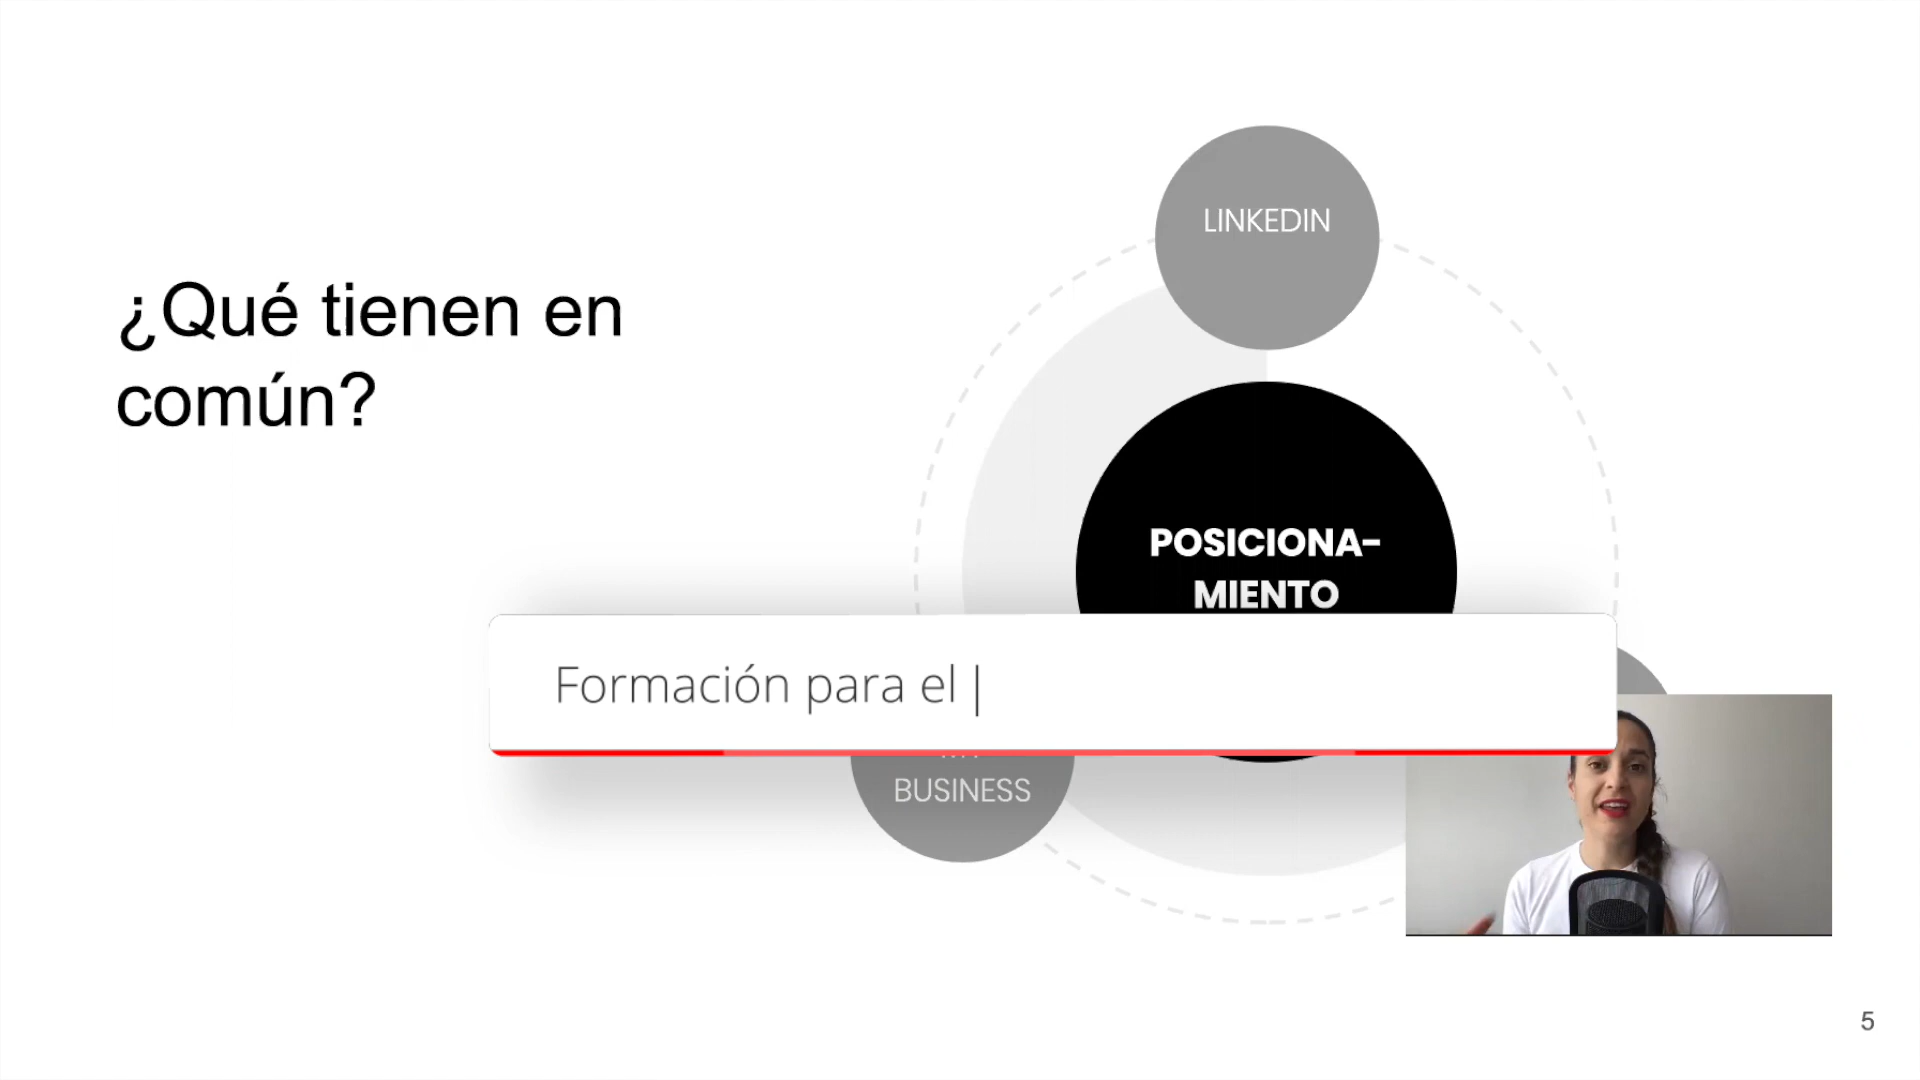 LINKEDIN
¿Qué tienen en
común?
POSICIONA-
MIENTO
Formación para el
BUSINESS
5